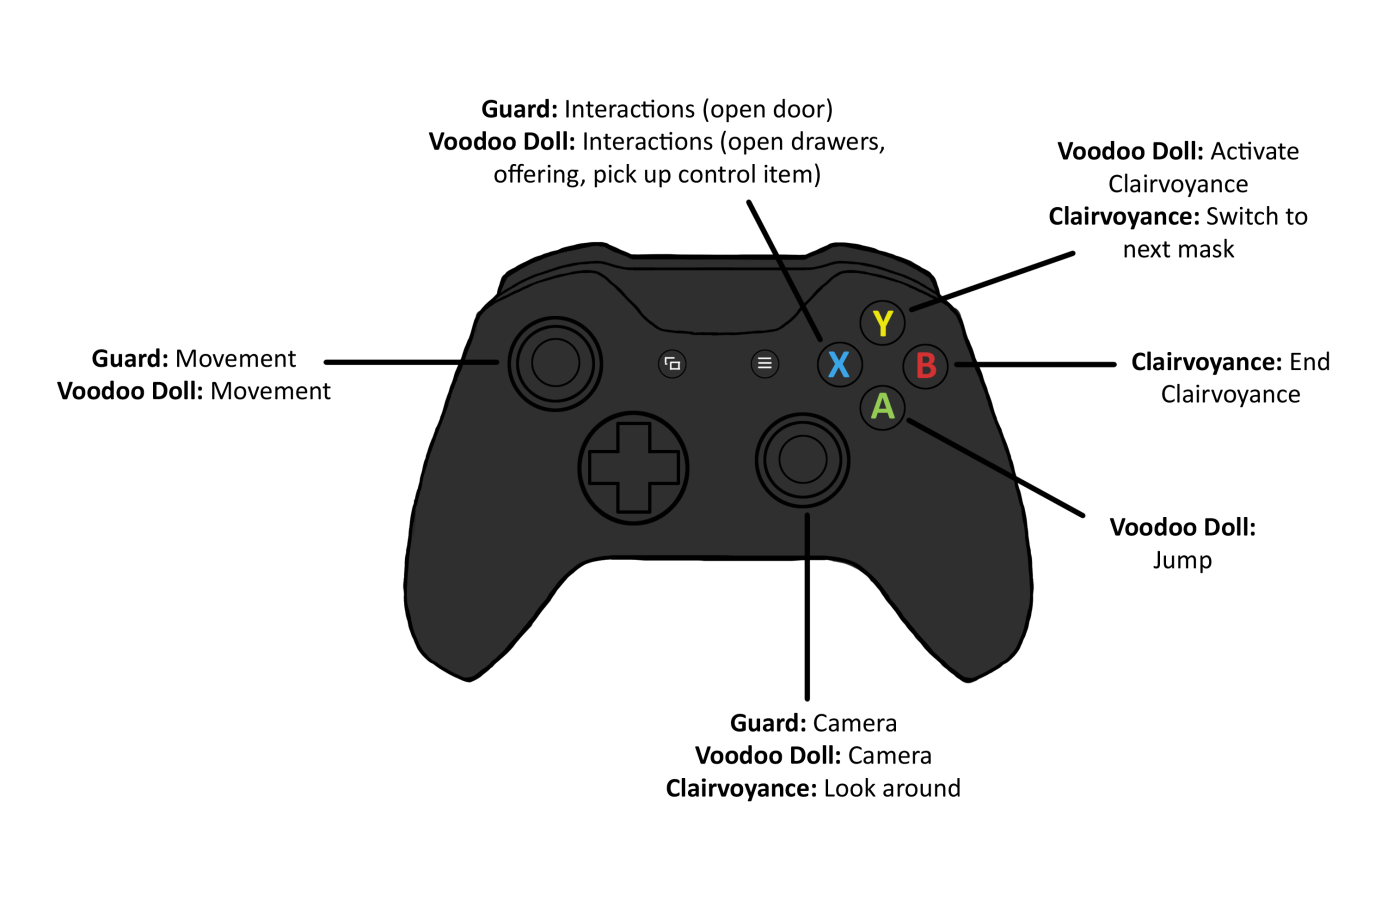 Guard: Interactions (open door)
Voodoo Doll: Interactions (open drawers,
offering, pick up control item)
Voodoo Doll: Activate
Clairvoyance
Clairvoyance: Switch to
next mask
Y
X
B
A
Guard: Movement
Voodoo Doll: Movement
Clairvoyance: End
Clairvoyance
Voodoo Doll:
Jump
Guard: Camera
Voodoo Doll: Camera
Clairvoyance: Look around